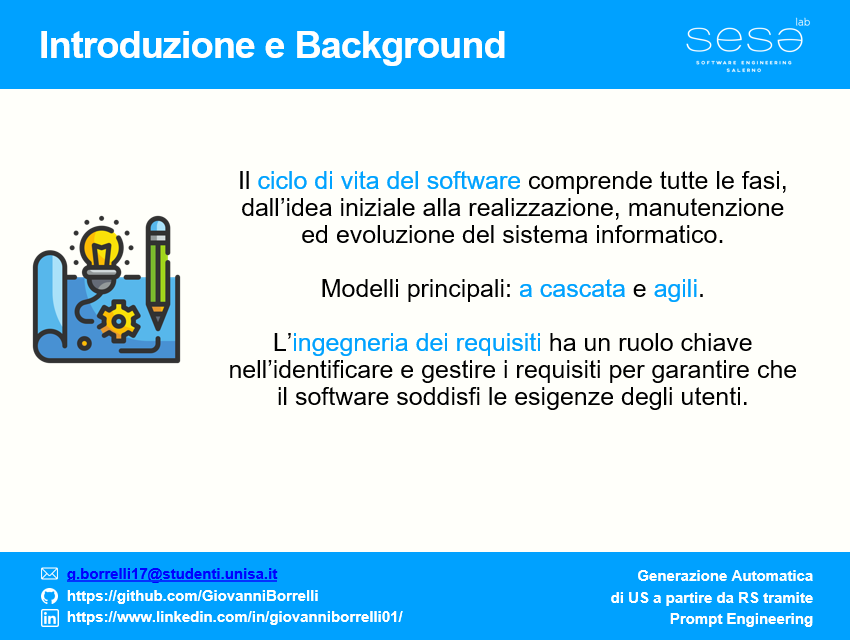 Introduzione e Background
lab
sesa
SOFTWARE ENGINEERING
SALERNO
Il ciclo di vita del software comprende tutte le fasi,
dall’idea iniziale alla realizzazione, manutenzione
ed evoluzione del sistema informatico.
Modelli principali: a cascata e agili.
L’ingegneria dei requisiti ha un ruolo chiave
nell’identificare e gestire i requisiti per garantire che
il software soddisfi le esigenze degli utenti.
g.borrelli17@studenti.unisa.it
https://github.com/GiovanniBorrelli
https://www.linkedin.com/in/giovanniborrelli01/
Generazione Automatica
di US a partire da RS tramite
Prompt Engineering